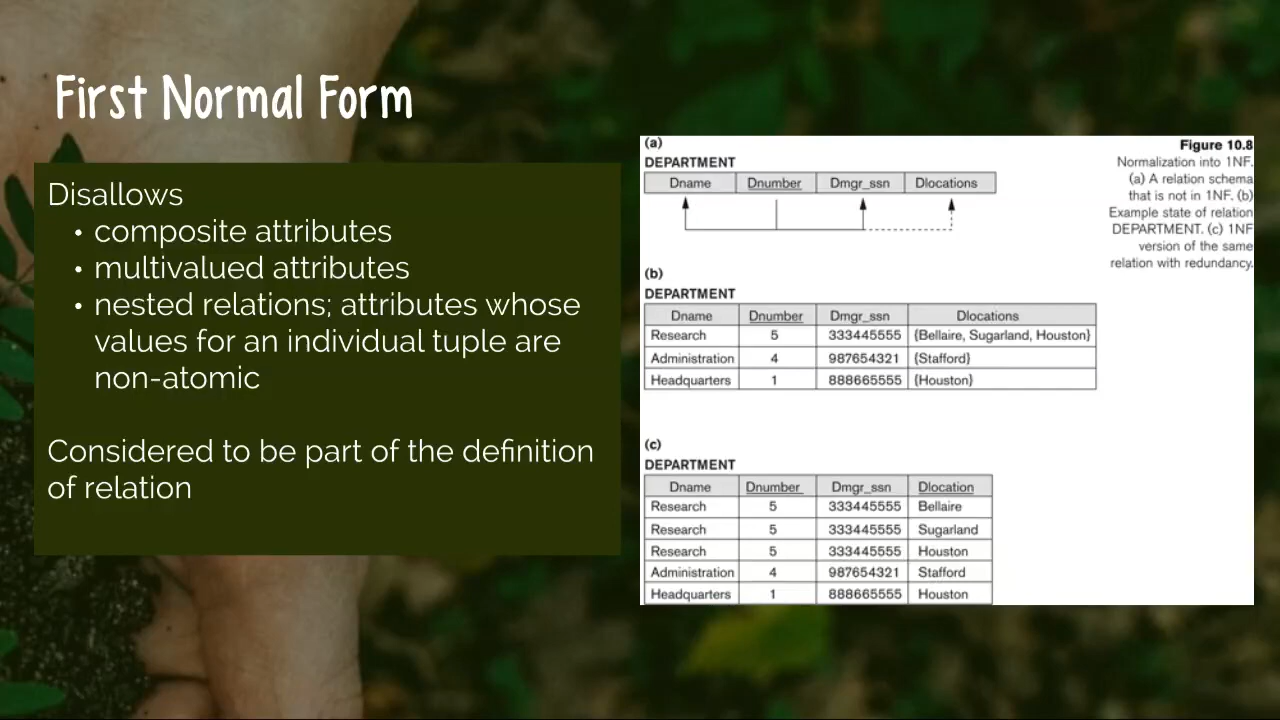 First Normal Form
Disallows
• composite attributes
• multivalued attributes
• nested relations; attributes whose
values for an individual tuple are
non-atomic
Considered to be part of the definition
of relation
(a)
DEPARTMENT
Dname Dnumber Dmgr_ssn Dlocations
Figure 10.8
Normalization into 1NF.
(a) A relation schema
that is not in 1NF. (b)
Example state of relation
DEPARTMENT. (c) 1NF
version of the same
relation with redundancy.
(b)
DEPARTMENT
Dname Dnumber Dmgr_ssn Dlocations
Research 5 333445555 {Bellaire, Sugarland, Houston}
Administration 4 987654321 {Stafford}
Headquarters 1 888665555 {Houston}
(c)
DEPARTMENT
Dname Dnumber Dmgr_ssn Dlocation
Research 5 333445555 Bellaire
Research 5 333445555 Sugarland
Research 5 333445555 Houston
Administration 4 987654321 Stafford
Headquarters 1 888665555 Houston